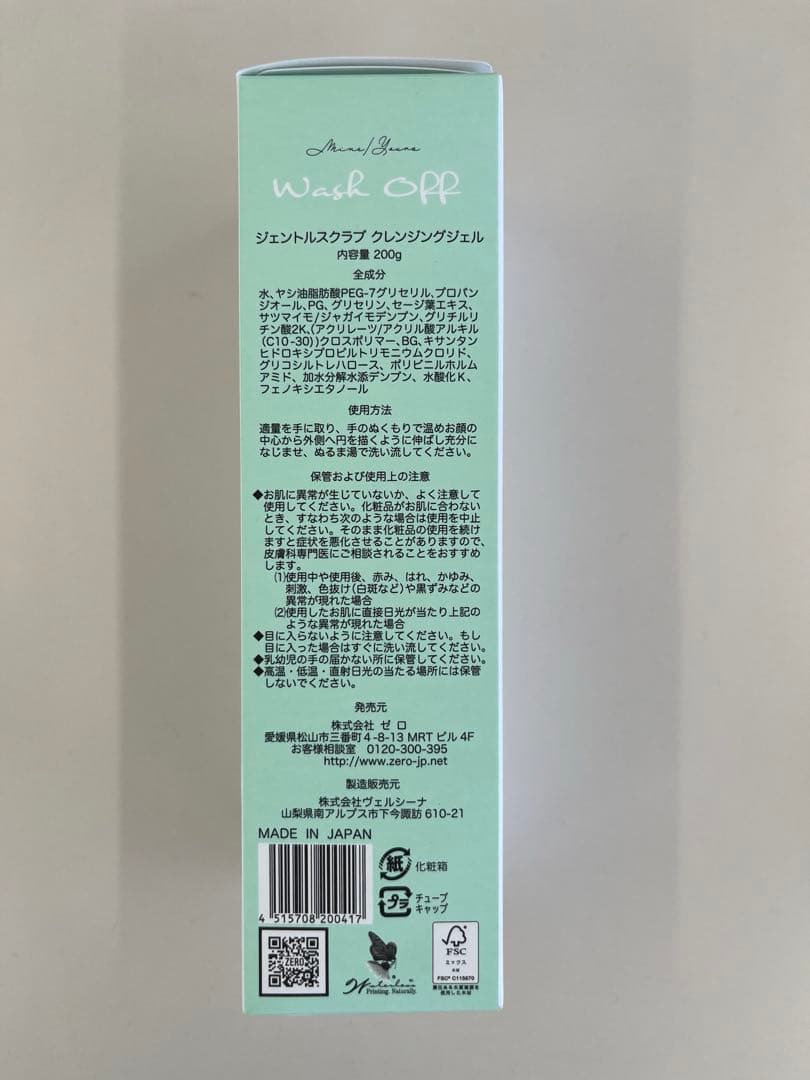 Mine/Yours
Wash Off
ジェントルスクラブ クレンジングジェル
内容量 200g
全成分
水、ヤシ油脂肪酸PEG-7グリセリル、プロパン
ジオール、PG、グリセリン、セージ葉エキス、
サツマイモ/ジャガイモデンプン、グリチルリ
チン酸2K、(アクリレーツ/アクリル酸アルキル
(C10-30))クロスポリマー、BG、キサンタン
ヒドロキシプロピルトリモニウムクロリド、
グリコシルトレハロース、ポリビニルホルム
アミド、加水分解水添デンプン、水酸化K、
フェノキシエタノール
使用方法
適量を手に取り、手のぬくもりで温めお顔の
中心から外側へ円を描くように伸ばし充分に
なじませ、ぬるま湯で洗い流してください。
保管および使用上の注意
◆お肌に異常が生じていないか、よく注意して
使用してください。化粧品がお肌に合わない
とき、すなわち次のような場合は使用を中止
してください。そのまま化粧品の使用を続け
ますと症状を悪化させることがありますので、
皮膚科専門医にご相談されることをおすすめ
します。
(1)使用中や使用後、赤み、はれ、かゆみ、
刺激、色抜け(白斑など)や黒ずみなどの
異常が現れた場合
(2)使用したお肌に直接日光が当たり上記の
ような異常が現れた場合
◆目に入らないように注意してください。もし
目に入った場合はすぐに洗い流してください。
◆乳幼児の手の届かない所に保管してください。
◆高温・低温・直射日光の当たる場所には保管
しないでください。
発売元
株式会社 ゼロ
愛媛県松山市三番町4-8-13 MRTビル4F
お客様相談室 0120-300-395
http://www.zero-jp.net
製造販売元
株式会社ヴェルシーナ
山梨県南アルプス市下今諏訪610-21
MADE IN JAPAN
紙 化粧箱
プラ チューブ
キャップ
4 515708 200417
ZERO
Waterless
Printing. Naturally.
FSC
ミックス
木材
FSC® C115670
責任ある木質資源を
使用した木材